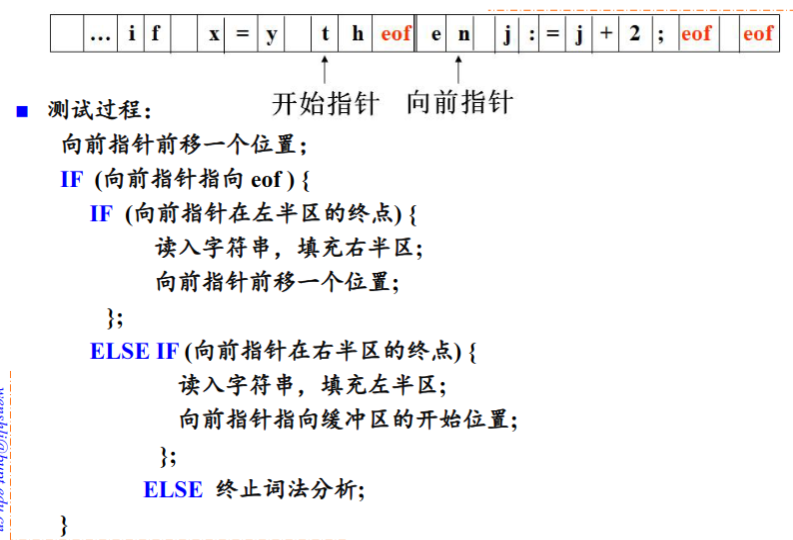 … i f x = y t h eof e n j : = j + 2 ; eof eof
开始指针 向前指针
■ 测试过程：
向前指针前移一个位置；
IF (向前指针指向 eof ) {
IF (向前指针在左半区的终点) {
读入字符串，填充右半区；
向前指针前移一个位置；
};
ELSE IF (向前指针在右半区的终点) {
读入字符串，填充左半区；
向前指针指向缓冲区的开始位置；
};
ELSE 终止词法分析；
}